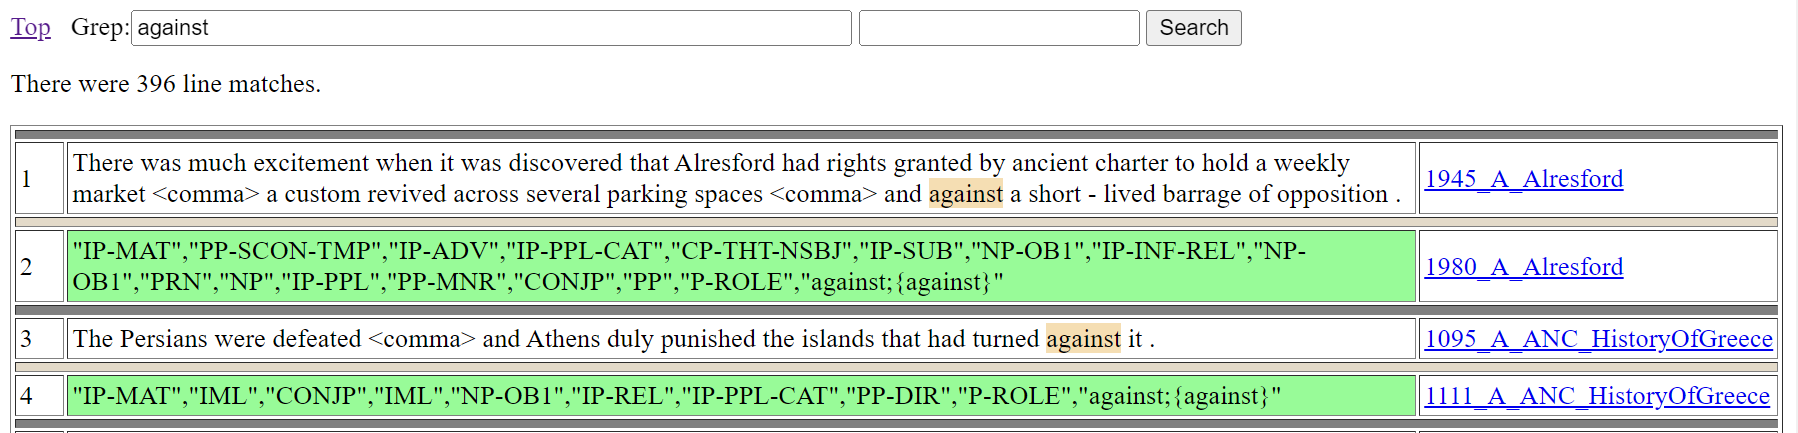 Top Grep: against Search
There were 396 line matches.
1 There was much excitement when it was discovered that Alresford had rights granted by ancient charter to hold a weekly
market <comma> a custom revived across several parking spaces <comma> and against a short - lived barrage of opposition . 1945_A_Alresford
2 "IP-MAT","PP-SCON-TMP","IP-ADV","IP-PPL-CAT","CP-THT-NSBJ","IP-SUB","NP-OB1","IP-INF-REL","NP-
OB1","PRN","NP","IP-PPL","PP-MNR","CONJP","PP","P-ROLE","against;{against}" 1980_A_Alresford
3 The Persians were defeated <comma> and Athens duly punished the islands that had turned against it . 1095_A_ANC_HistoryOfGreece
4 "IP-MAT","IML","CONJP","IML","NP-OB1","IP-REL","IP-PPL-CAT","PP-DIR","P-ROLE","against;{against}" 1111_A_ANC_HistoryOfGreece